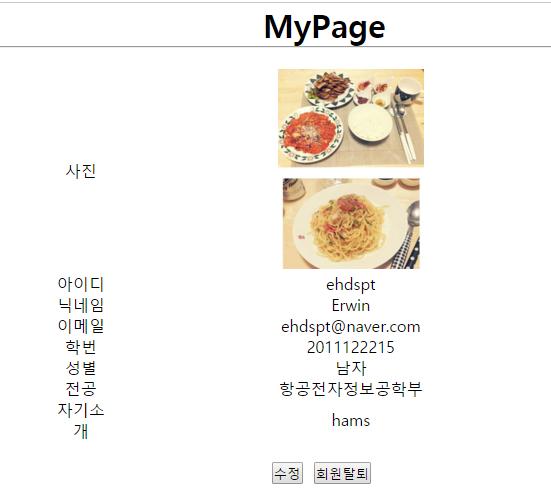 MyPage
사진
아이디 ehdspt
닉네임 Erwin
이메일 ehdspt@naver.com
학번 2011122215
성별 남자
전공 항공전자정보공학부
자기소
개
hams
수정 회원탈퇴